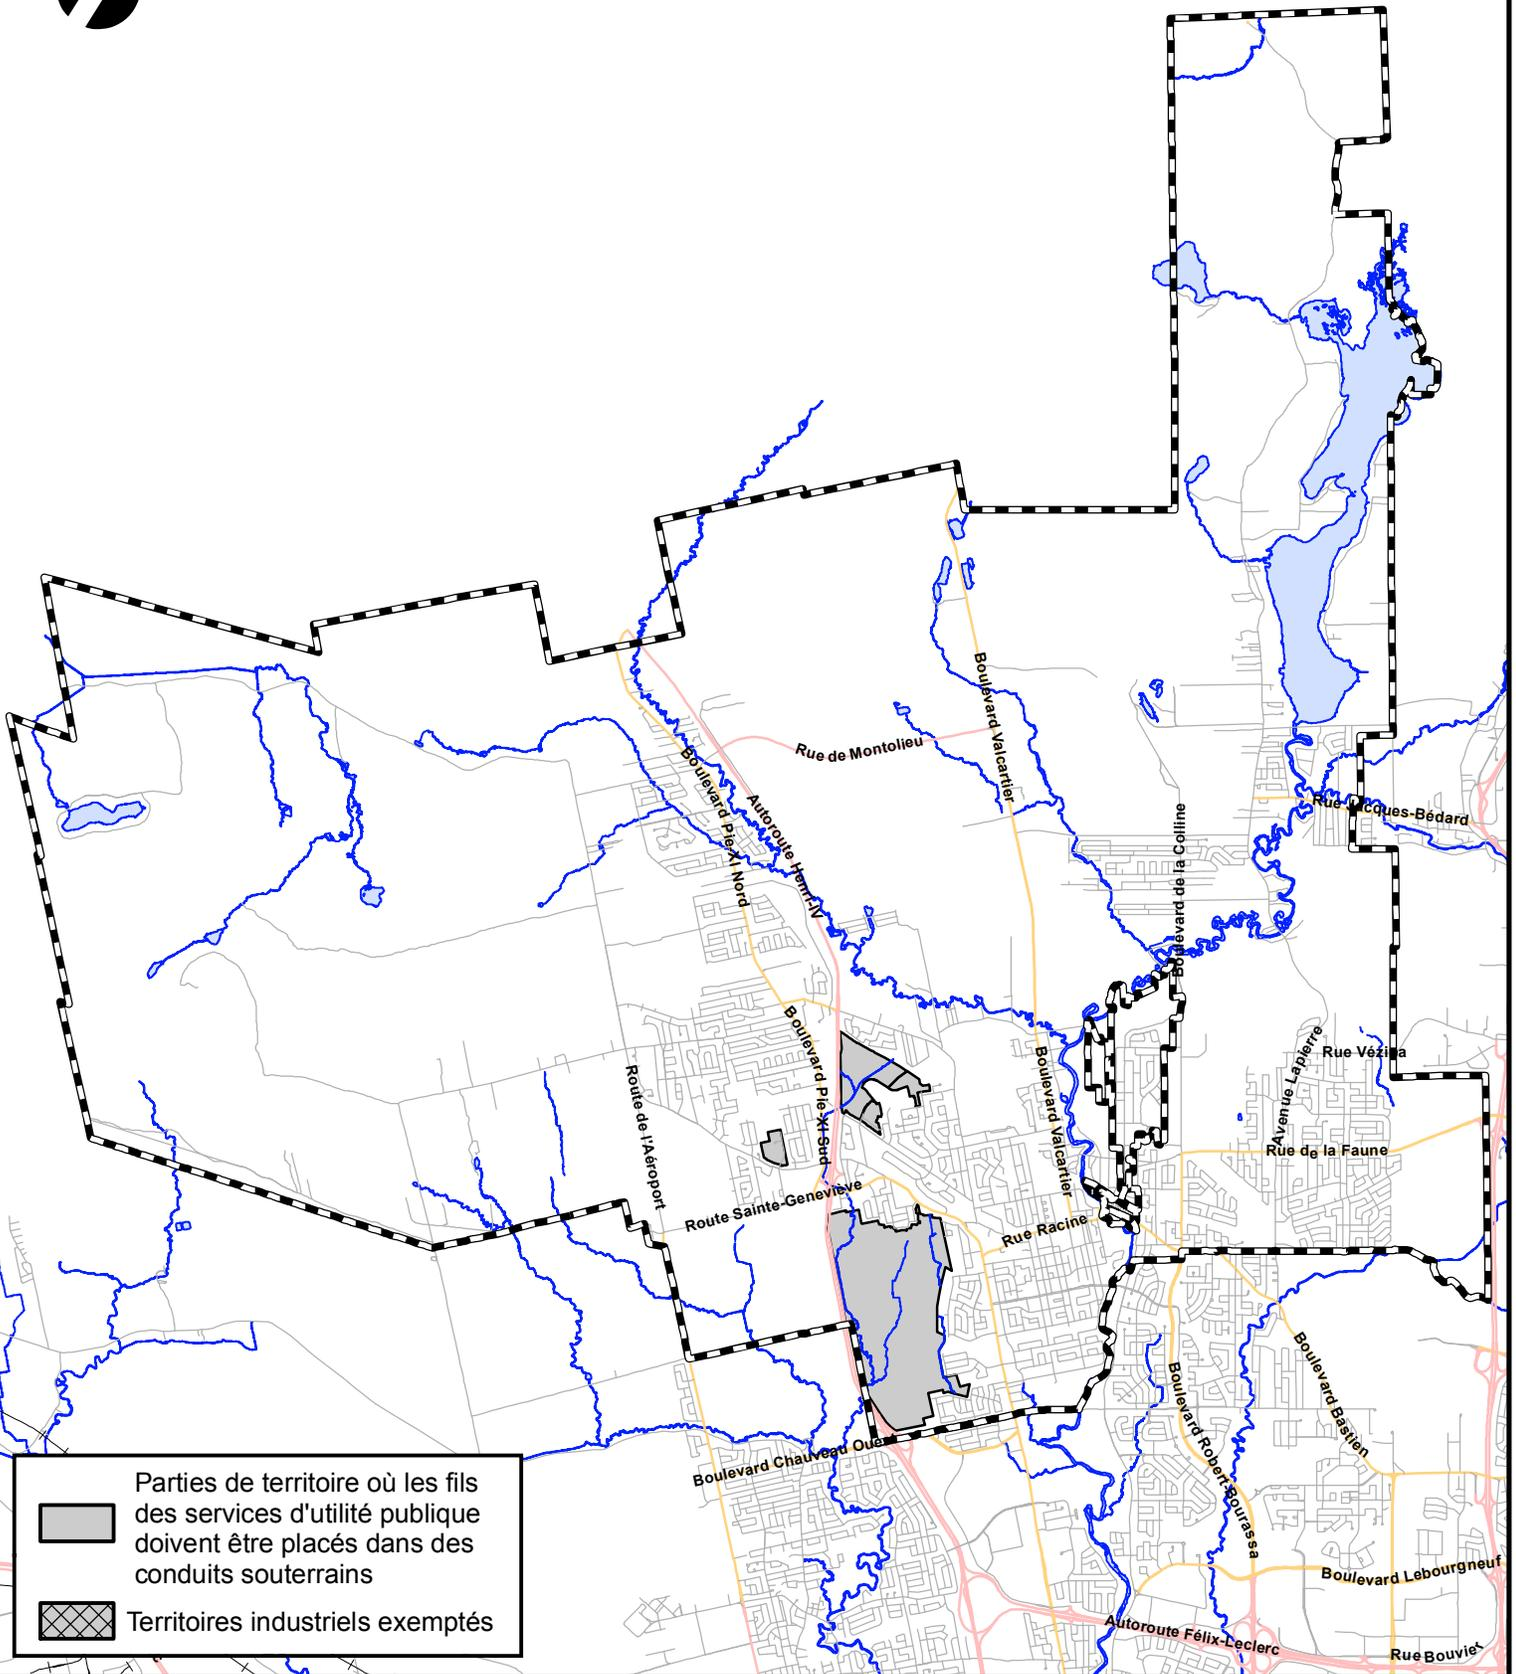 Rue de Montolieu
Boulevard Valcartier
Boulevard Pie-XI Nord
Autoroute Henri-IV
Boulevard de la Colline
Rue Jacques-Bédard
Boulevard Pie-XI Sud
Route de l'Aéroport
Boulevard Valcartier
Avenue Lapierre
Rue Vézina
Rue de la Faune
Route Sainte-Geneviève
Rue Racine
Boulevard Chauveau Oue
Boulevard Robert-Bourassa
Boulevard Bastien
Boulevard Lebourgneuf
Autoroute Félix-Leclerc
Rue Bouvie
Parties de territoire où les fils
des services d'utilité publique
doivent être placés dans des
conduits souterrains
Territoires industriels exemptés